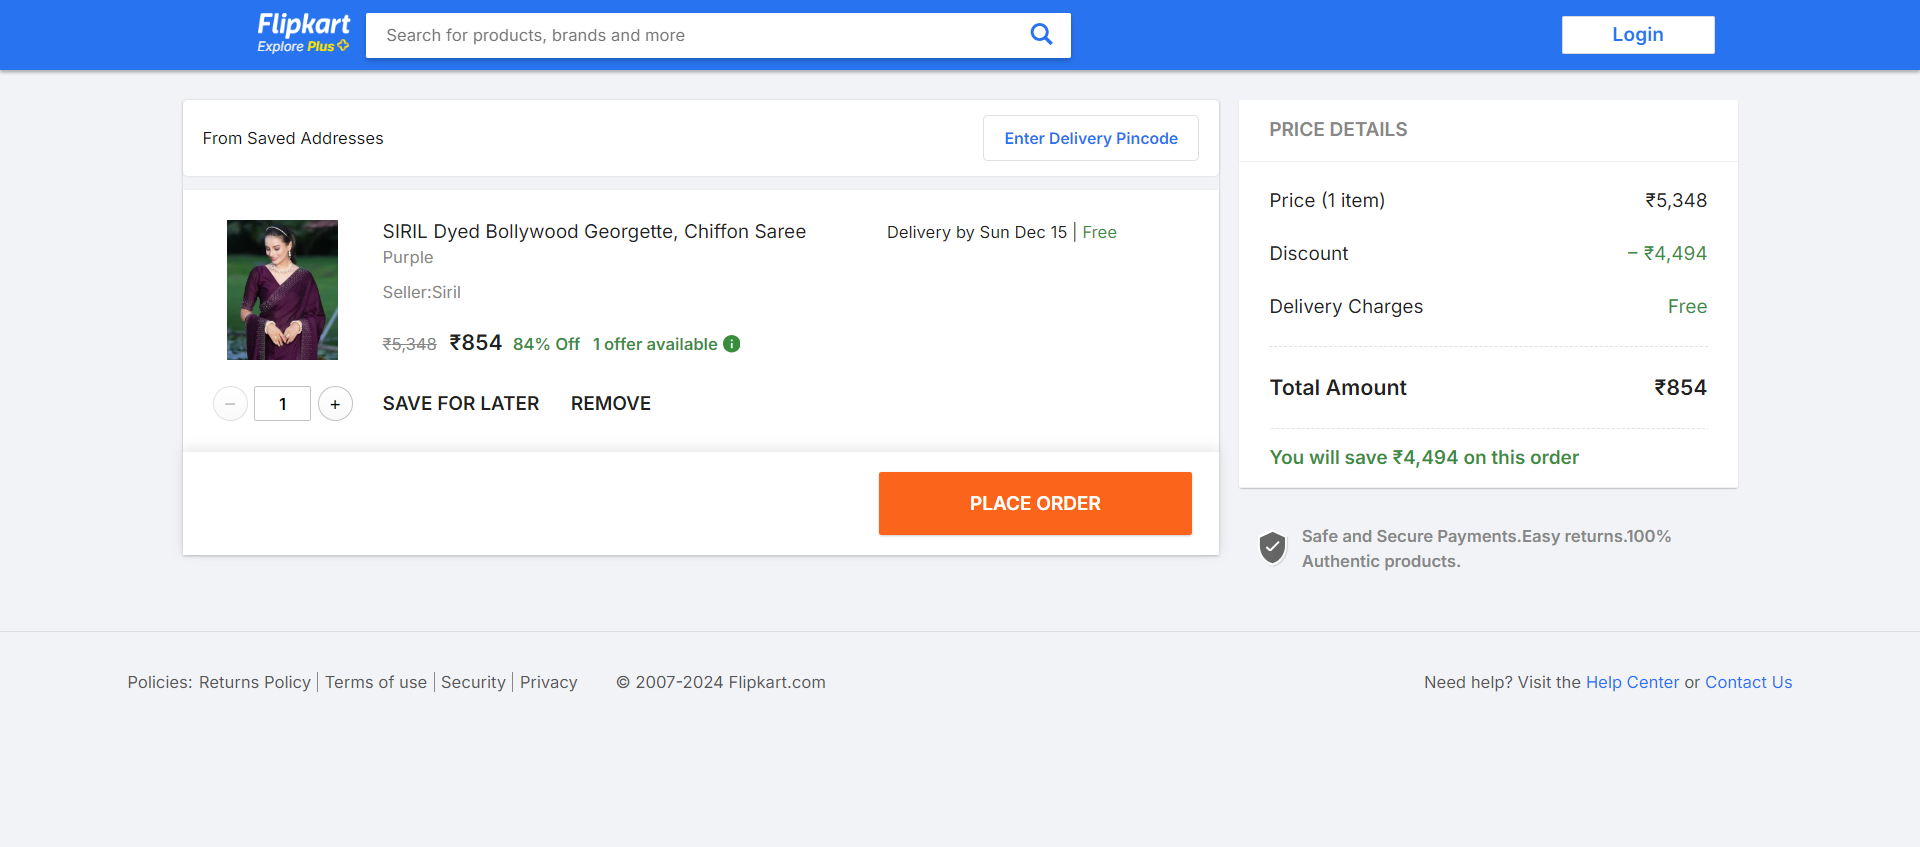 Flipkart
Explore Plus
Search for products, brands and more
Login
From Saved Addresses
Enter Delivery Pincode
SIRIL Dyed Bollywood Georgette, Chiffon Saree
Purple
Seller:Siril
₹5,348 ₹854 84% Off 1 offer available
Delivery by Sun Dec 15 | Free
− 1 +
SAVE FOR LATER REMOVE
PLACE ORDER
PRICE DETAILS
Price (1 item) ₹5,348
Discount − ₹4,494
Delivery Charges Free
Total Amount ₹854
You will save ₹4,494 on this order
Safe and Secure Payments.Easy returns.100%
Authentic products.
Policies: Returns Policy | Terms of use | Security | Privacy © 2007-2024 Flipkart.com
Need help? Visit the Help Center or Contact Us